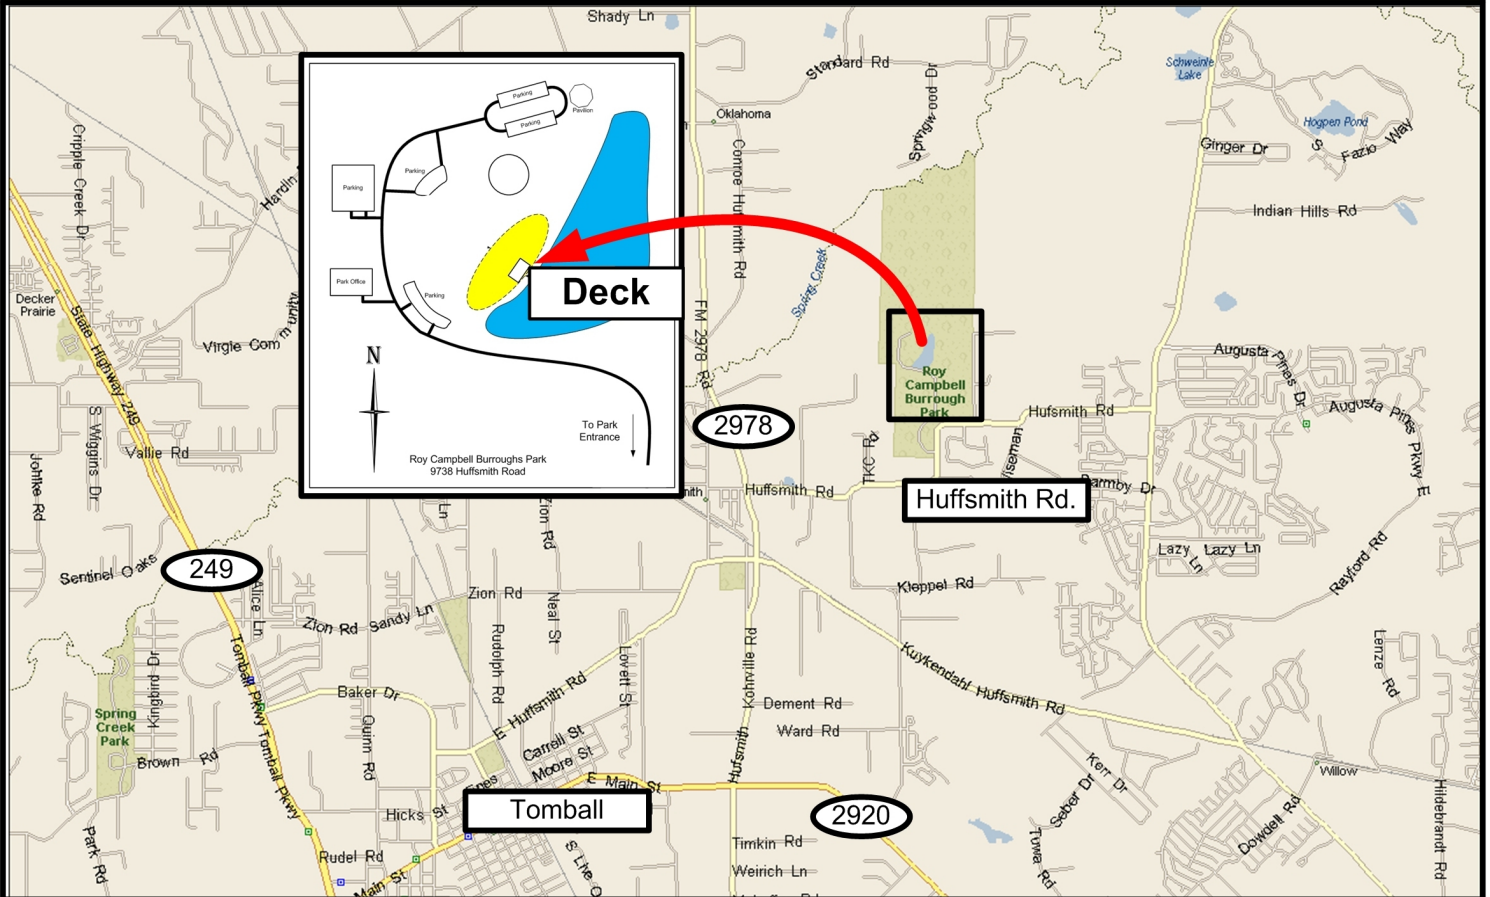 Shady Ln
Standard Rd
Springwood Dr
Schweinle
Lake
Hogpen Pond
S Fazio Way
Ginger Dr
Indian Hills Rd
Oklahoma
Conroe Hufsmith Rd
Cripple Creek Dr
Hardin
Parking
Parking
Pavilion
Parking
Parking
Park Office
Parking
Deck
N
To Park
Entrance
Roy Campbell Burroughs Park
9738 Huffsmith Road
Spring Creek
FM 2978 Rd
Decker
Prairie
State Highway 249
Virgie Community
Roy
Campbell
Burrough
Park
Augusta Pines Dr
Augusta Pines Pkwy E
Hufsmith Rd
2978
S Wiggins Dr
Vallie Rd
Johlke Rd
TKC Rd
Wiseman
Barmby Dr
Huffsmith Rd
Huffsmith Rd.
Ln
Zion Rd
249
Sentinel Oaks
Alice Ln
Lazy Ln
Lazy Ln
Rayford Rd
Kleppel Rd
Zion Rd
Zion Rd
Sandy Ln
Neal St
Rudolph Rd
Lovett St
Kohrville Rd
Hufsmith
Kuykendahl Huffsmith Rd
Lenze Rd
Tomball Pkwy
Tomball Pkwy
Kingbird Dr
Baker Dr
Quinn Rd
E Huffsmith Rd
Dement Rd
Ward Rd
Spring
Creek
Park
Brown Rd
Carrell St
Moore St
E Main St
Kerr Dr
Willow
Seber Dr
Hildebrandt Rd
Dowdell Rd
Hicks St
Tomball
2920
Park Rd
Rudel Rd
Main St
S Live O
Timkin Rd
Weirich Ln
Tuwa Rd